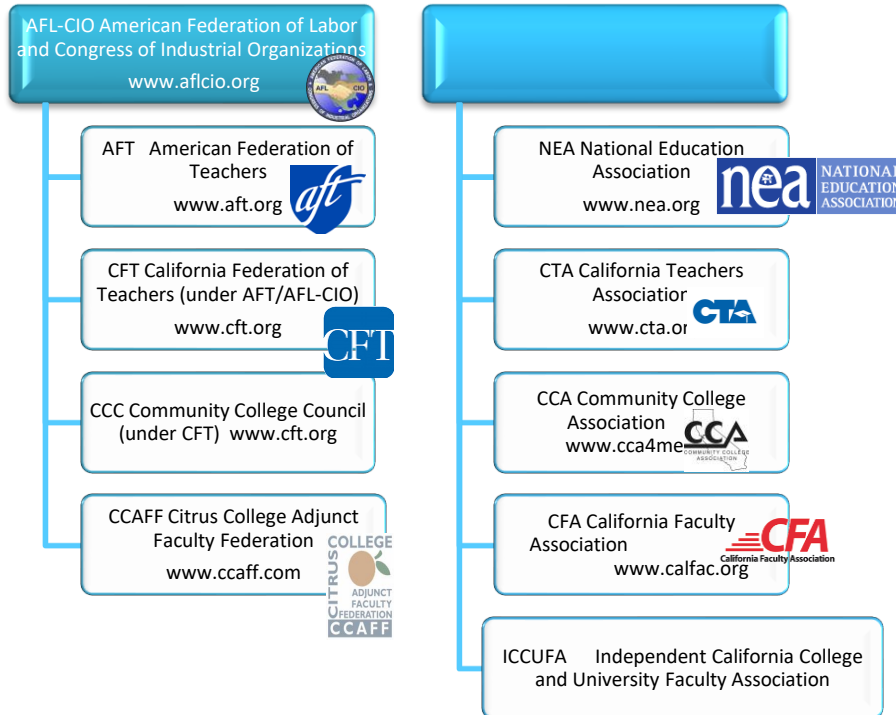 AFL-CIO American Federation of Labor
and Congress of Industrial Organizations
www.aflcio.org
AFL CIO
AFT American Federation of
Teachers
www.aft.org
aft
CFT California Federation of
Teachers (under AFT/AFL-CIO)
www.cft.org
CFT
CCC Community College Council
(under CFT) www.cft.org
CCAFF Citrus College Adjunct
Faculty Federation
www.ccaff.com
CITRUS
COLLEGE
ADJUNCT
FACULTY
FEDERATION
CCAFF
NEA National Education
Association
www.nea.org
nea
NATIONAL
EDUCATION
ASSOCIATION
CTA California Teachers
Association
www.cta.or
CTA
CCA Community College
Association
www.cca4me
CCA
COMMUNITY COLLEGE
ASSOCIATION
CFA California Faculty
Association
www.calfac.org
CFA
California Faculty Association
ICCUFA Independent California College
and University Faculty Association